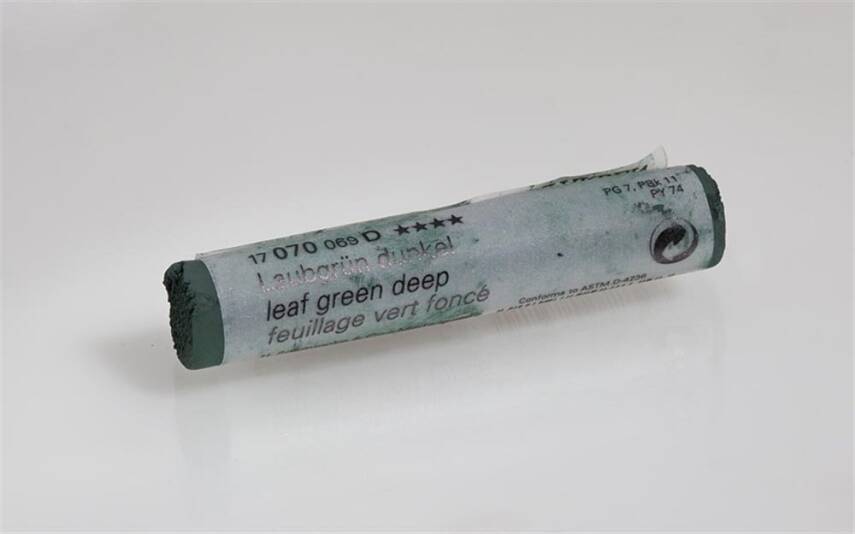 17 070 069 D ★★★★
Laubgrün dunkel
leaf green deep
feuillage vert foncé
PG 7, PBk 11
PY 74
Conforms to ASTM D-4236